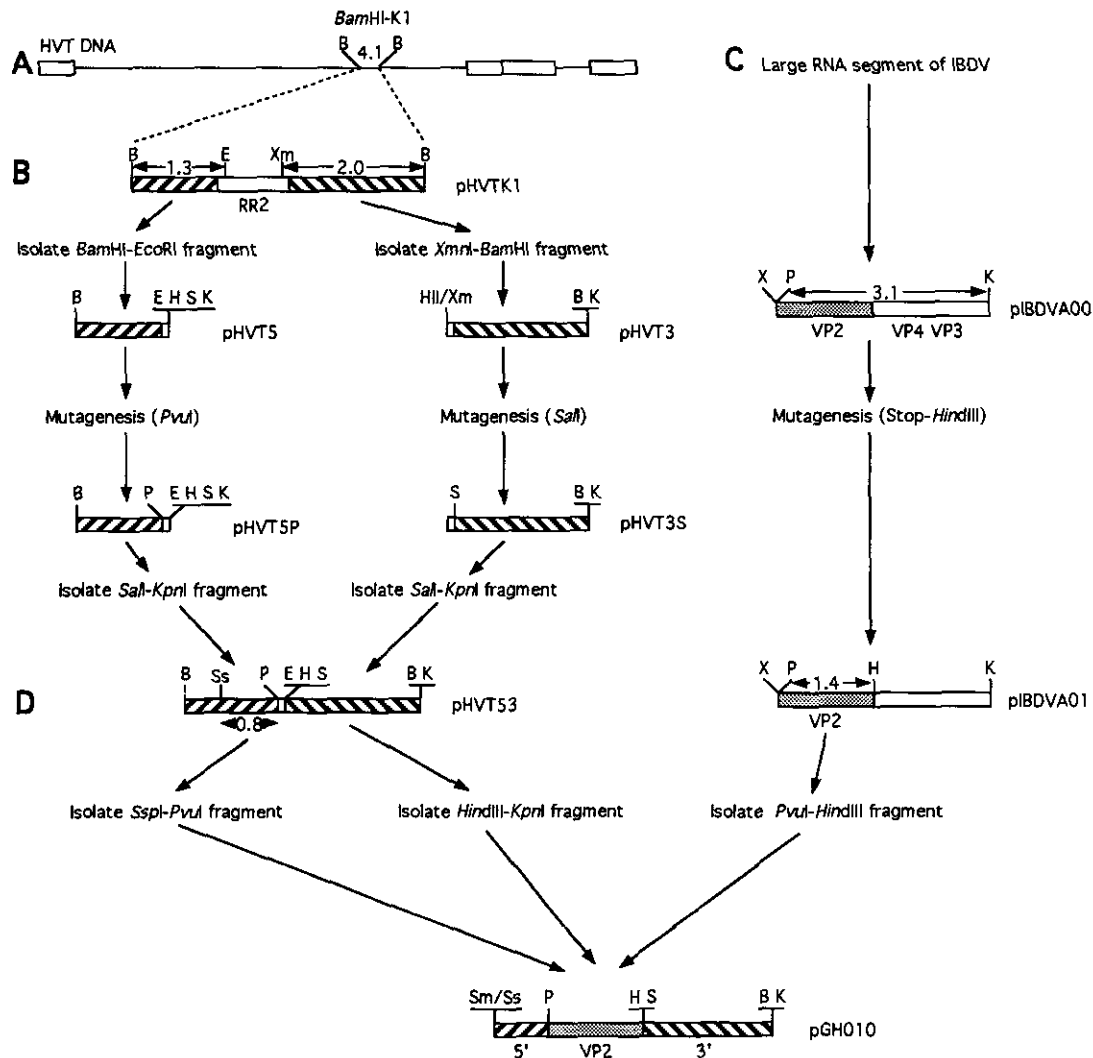 BamHI-K1
A
HVT DNA
B B
4.1
C
Large RNA segment of IBDV
B
B E Xm B
1.3 2.0
pHVTK1
RR2
Isolate BamHI-EcoRI fragment
Isolate XmnI-BamHI fragment
B E H S K
pHVT5
HII/Xm B K
pHVT3
X P K
3.1
pIBDVA00
VP2 VP4 VP3
Mutagenesis (PvuI)
Mutagenesis (SalI)
Mutagenesis (Stop-HindIII)
B P E H S K
pHVT5P
S B K
pHVT3S
Isolate SalI-KpnI fragment
Isolate SalI-KpnI fragment
D
B Ss P E H S B K
pHVT53
0.8
X P H K
1.4
pIBDVA01
VP2
Isolate SspI-PvuI fragment
Isolate HindIII-KpnI fragment
Isolate PvuI-HindIII fragment
Sm/Ss P H S B K
pGH010
5' VP2 3'